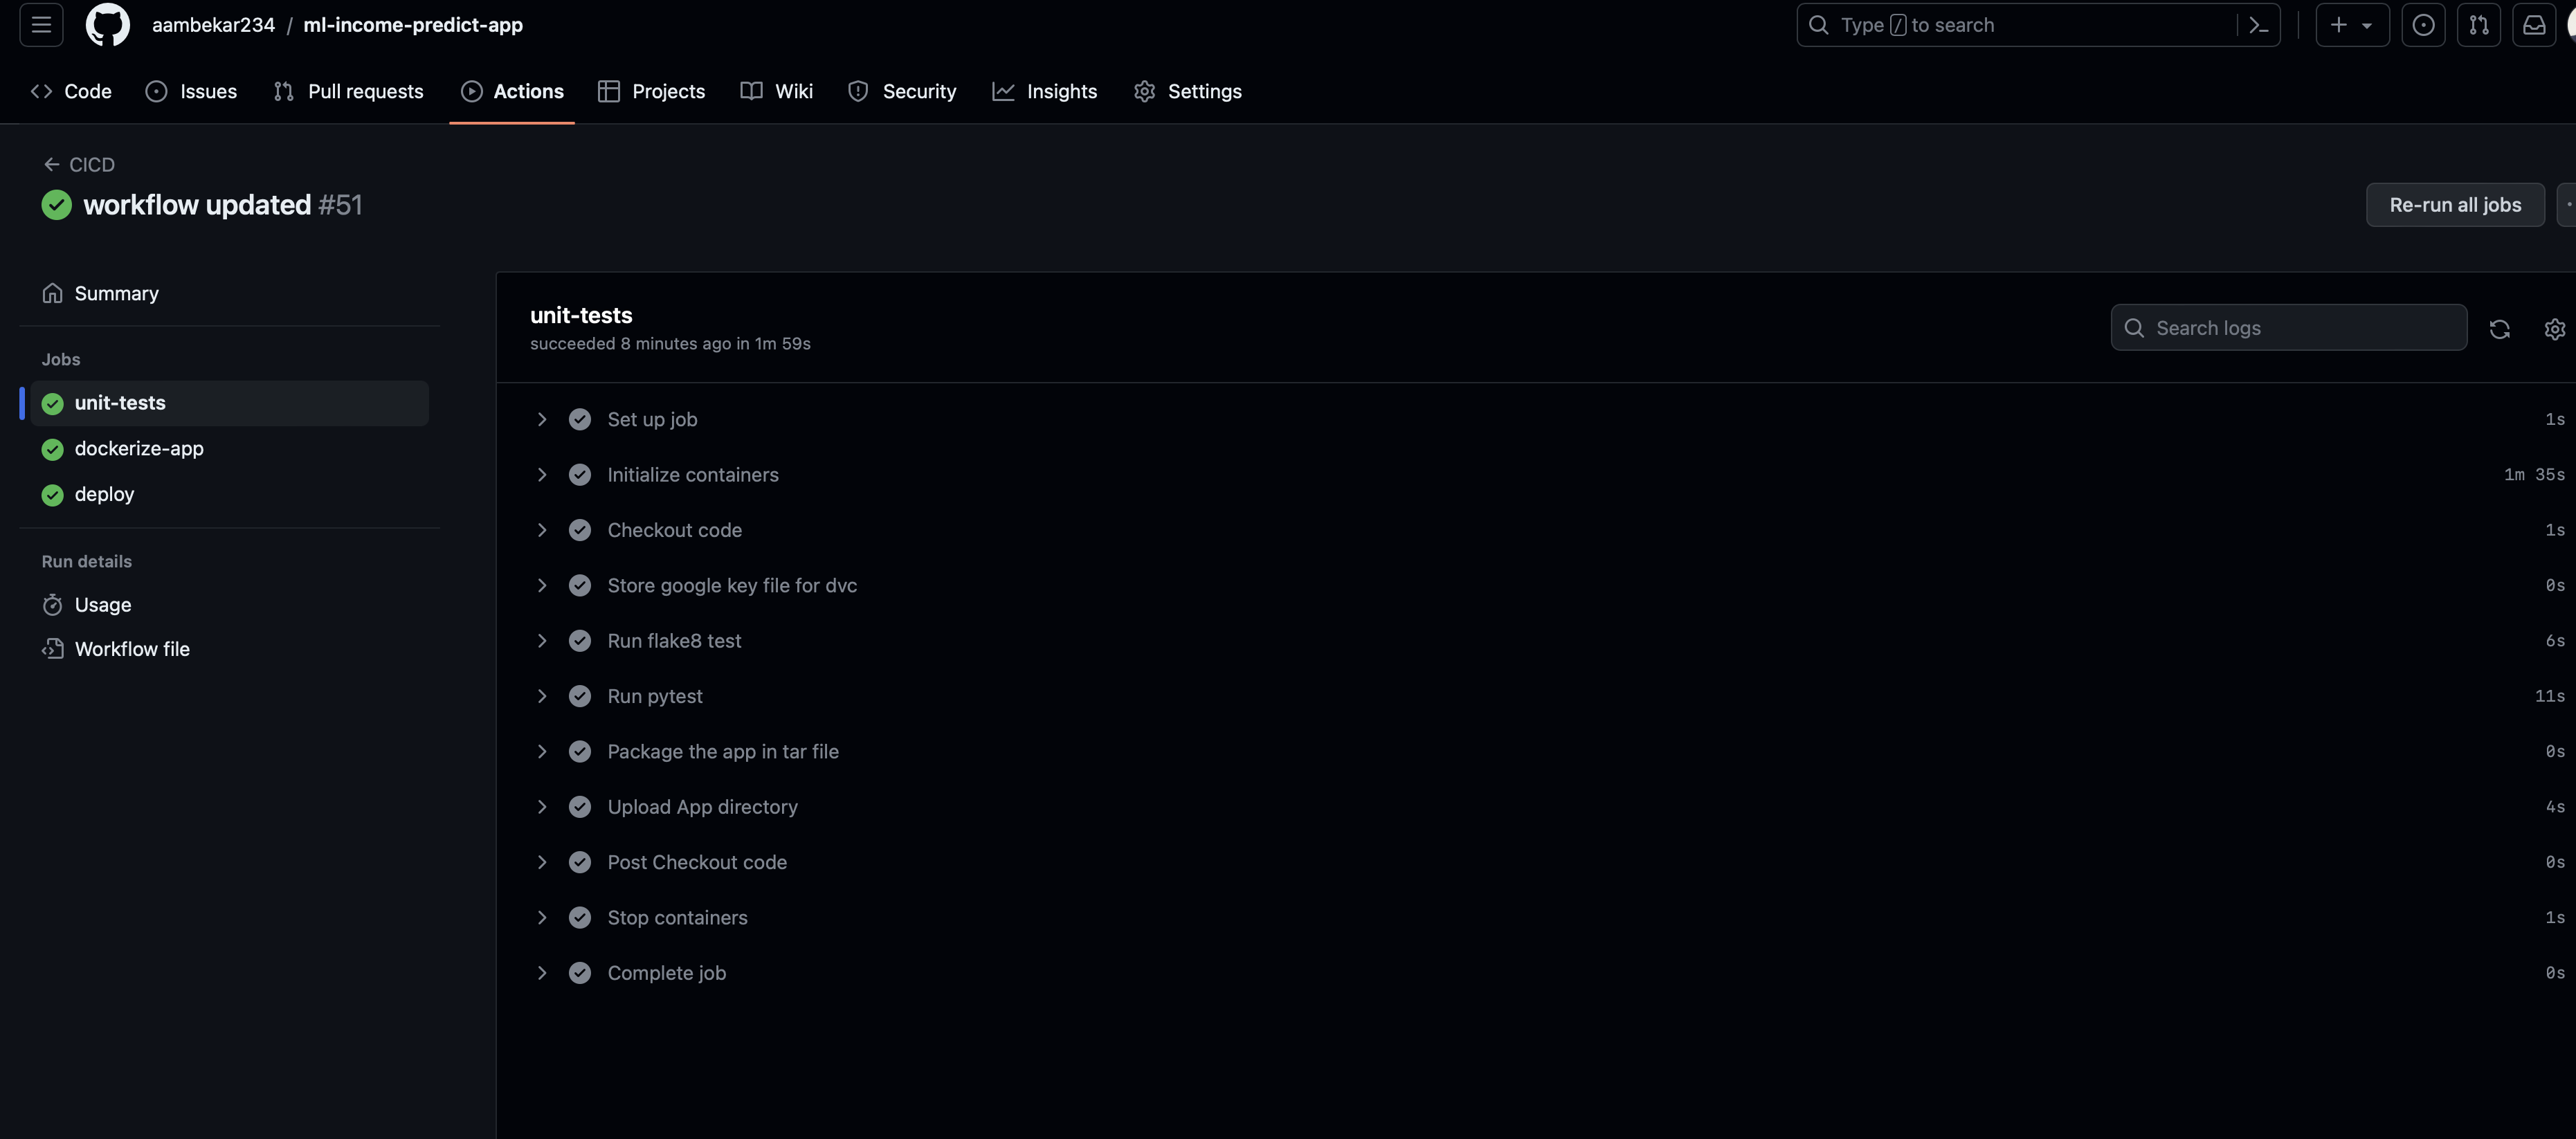 aambekar234 / ml-income-predict-app
Type / to search
Code Issues Pull requests Actions Projects Wiki Security Insights Settings
CICD
workflow updated #51
Re-run all jobs
Summary
Jobs
unit-tests
dockerize-app
deploy
Run details
Usage
Workflow file
unit-tests
succeeded 8 minutes ago in 1m 59s
Search logs
Set up job 1s
Initialize containers 1m 35s
Checkout code 1s
Store google key file for dvc 0s
Run flake8 test 6s
Run pytest 11s
Package the app in tar file 0s
Upload App directory 4s
Post Checkout code 0s
Stop containers 1s
Complete job 0s